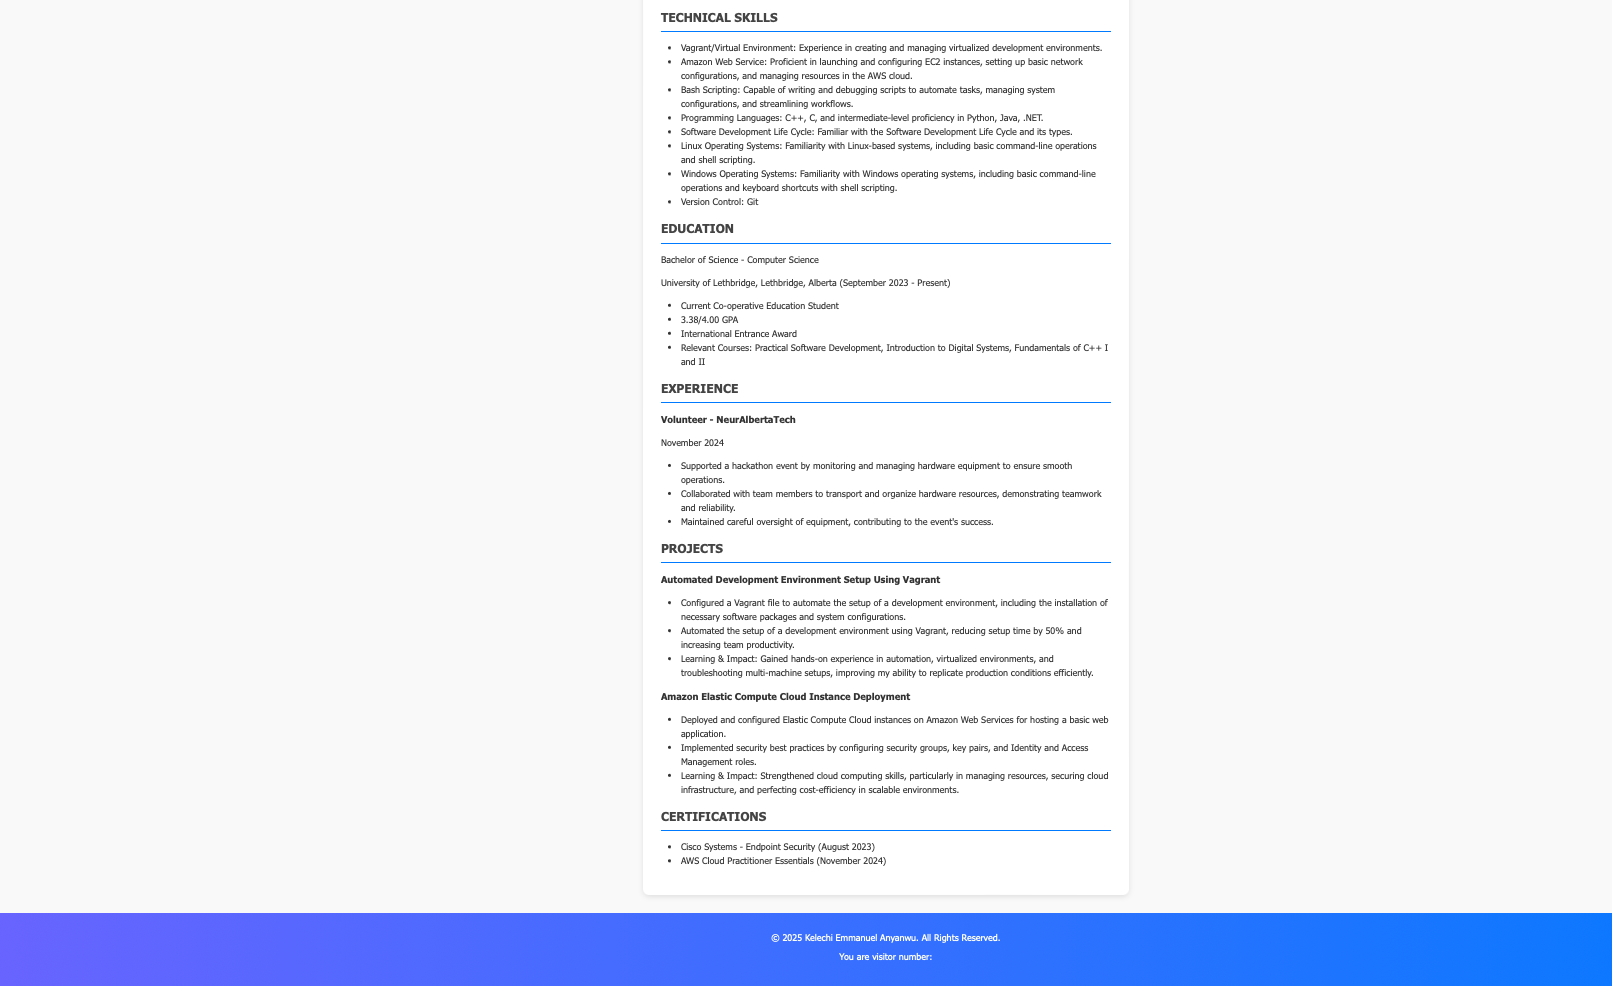 TECHNICAL SKILLS
• Vagrant/Virtual Environment: Experience in creating and managing virtualized development environments.
• Amazon Web Service: Proficient in launching and configuring EC2 instances, setting up basic network
configurations, and managing resources in the AWS cloud.
• Bash Scripting: Capable of writing and debugging scripts to automate tasks, managing system
configurations, and streamlining workflows.
• Programming Languages: C++, C, and intermediate-level proficiency in Python, Java, .NET.
• Software Development Life Cycle: Familiar with the Software Development Life Cycle and its types.
• Linux Operating Systems: Familiarity with Linux-based systems, including basic command-line operations
and shell scripting.
• Windows Operating Systems: Familiarity with Windows operating systems, including basic command-line
operations and keyboard shortcuts with shell scripting.
• Version Control: Git
EDUCATION
Bachelor of Science - Computer Science
University of Lethbridge, Lethbridge, Alberta (September 2023 - Present)
• Current Co-operative Education Student
• 3.38/4.00 GPA
• International Entrance Award
• Relevant Courses: Practical Software Development, Introduction to Digital Systems, Fundamentals of C++ I
and II
EXPERIENCE
Volunteer - NeurAlbertaTech
November 2024
• Supported a hackathon event by monitoring and managing hardware equipment to ensure smooth
operations.
• Collaborated with team members to transport and organize hardware resources, demonstrating teamwork
and reliability.
• Maintained careful oversight of equipment, contributing to the event's success.
PROJECTS
Automated Development Environment Setup Using Vagrant
• Configured a Vagrant file to automate the setup of a development environment, including the installation of
necessary software packages and system configurations.
• Automated the setup of a development environment using Vagrant, reducing setup time by 50% and
increasing team productivity.
• Learning & Impact: Gained hands-on experience in automation, virtualized environments, and
troubleshooting multi-machine setups, improving my ability to replicate production conditions efficiently.
Amazon Elastic Compute Cloud Instance Deployment
• Deployed and configured Elastic Compute Cloud instances on Amazon Web Services for hosting a basic web
application.
• Implemented security best practices by configuring security groups, key pairs, and Identity and Access
Management roles.
• Learning & Impact: Strengthened cloud computing skills, particularly in managing resources, securing cloud
infrastructure, and perfecting cost-efficiency in scalable environments.
CERTIFICATIONS
• Cisco Systems - Endpoint Security (August 2023)
• AWS Cloud Practitioner Essentials (November 2024)
© 2025 Kelechi Emmanuel Anyanwu. All Rights Reserved.
You are visitor number: